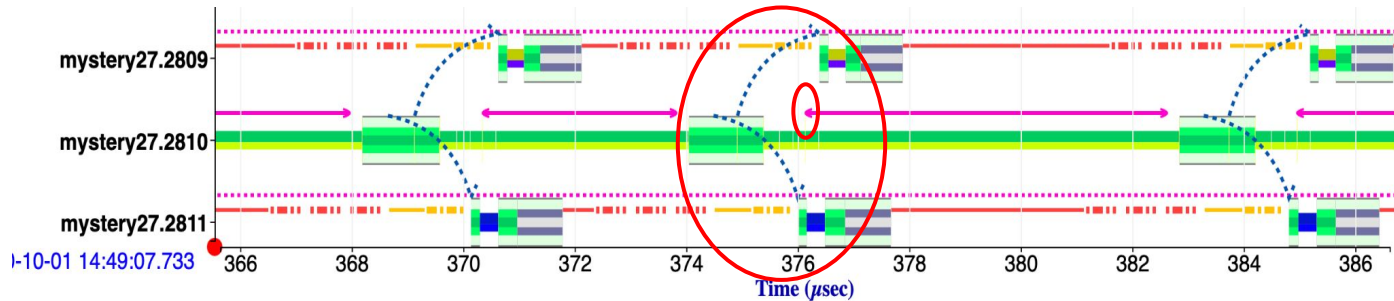 mystery27.2809
mystery27.2810
mystery27.2811
)-10-01 14:49:07.733
366 368 370 372 374 376 378 380 382 384 386
Time (µsec)